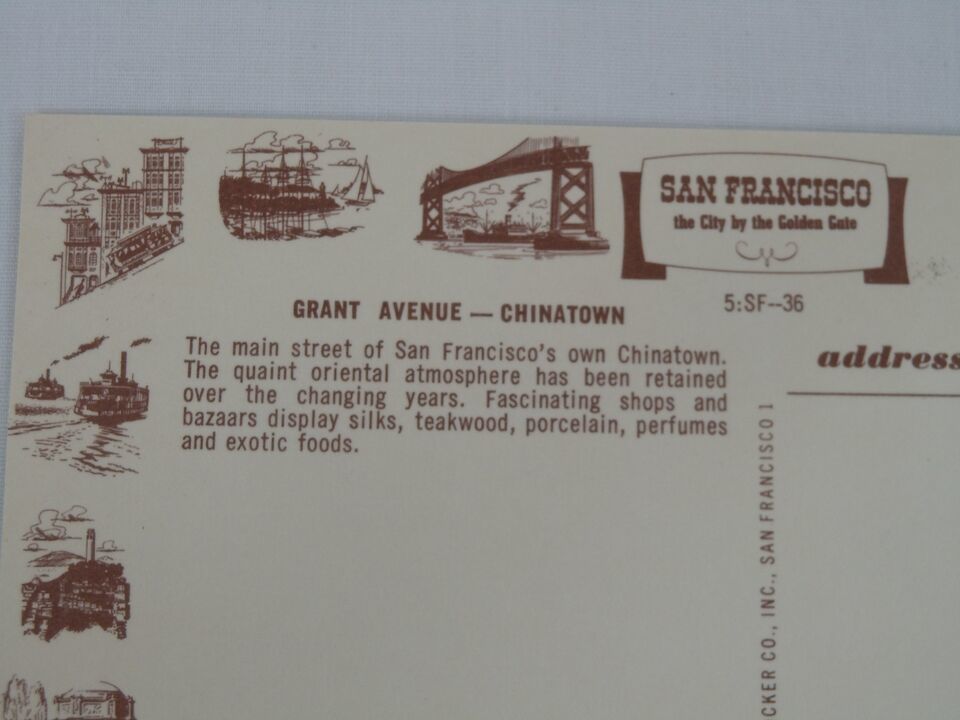 SAN FRANCISCO
the City by the Golden Gate
5:SF--36
GRANT AVENUE — CHINATOWN
The main street of San Francisco's own Chinatown.
The quaint oriental atmosphere has been retained
over the changing years. Fascinating shops and
bazaars display silks, teakwood, porcelain, perfumes
and exotic foods.
address
CKER CO., INC., SAN FRANCISCO 1